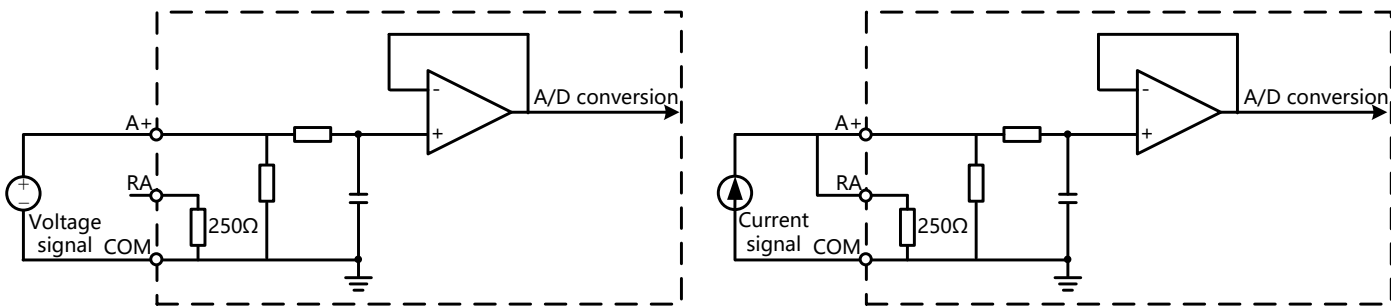 -
A/D conversion
+
A+
RA
+
−
Voltage
signal
250Ω
COM
-
A/D conversion
+
A+
RA
Current
signal
250Ω
COM